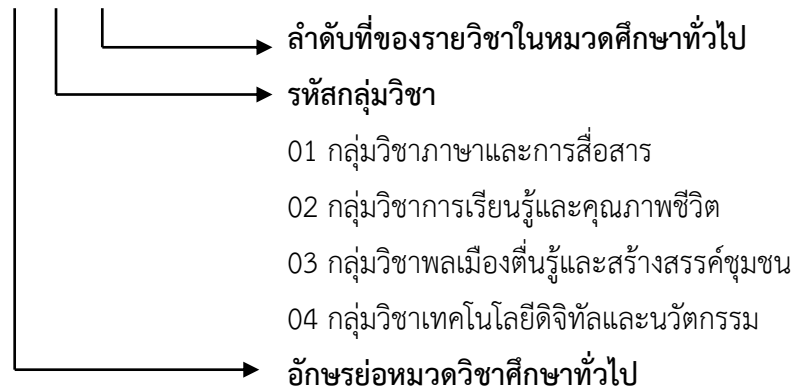 ลำดับที่ของรายวิชาในหมวดศึกษาทั่วไป
รหัสกลุ่มวิชา
01 กลุ่มวิชาภาษาและการสื่อสาร
02 กลุ่มวิชาการเรียนรู้และคุณภาพชีวิต
03 กลุ่มวิชาพลเมืองตื่นรู้และสร้างสรรค์ชุมชน
04 กลุ่มวิชาเทคโนโลยีดิจิทัลและนวัตกรรม
อักษรย่อหมวดวิชาศึกษาทั่วไป